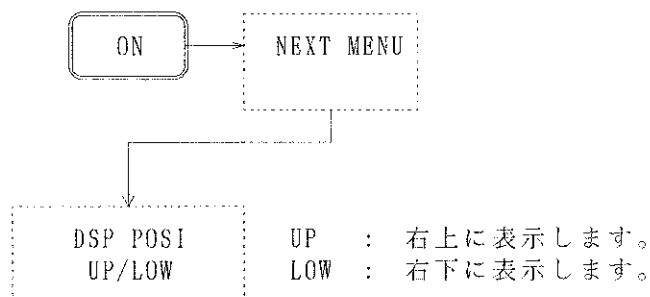 ON
NEXT MENU
DSP POSI
UP/LOW
UP : 右上に表示します。
LOW : 右下に表示します。